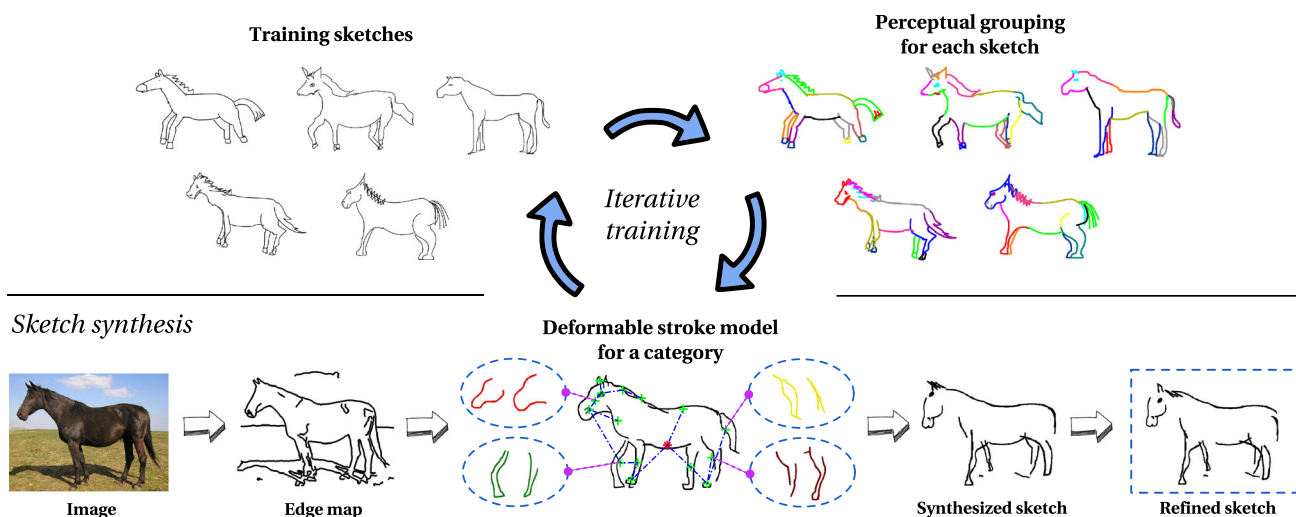 Training sketches
Perceptual grouping
for each sketch
Iterative
training
Sketch synthesis
Deformable stroke model
for a category
Image
Edge map
Synthesized sketch
Refined sketch